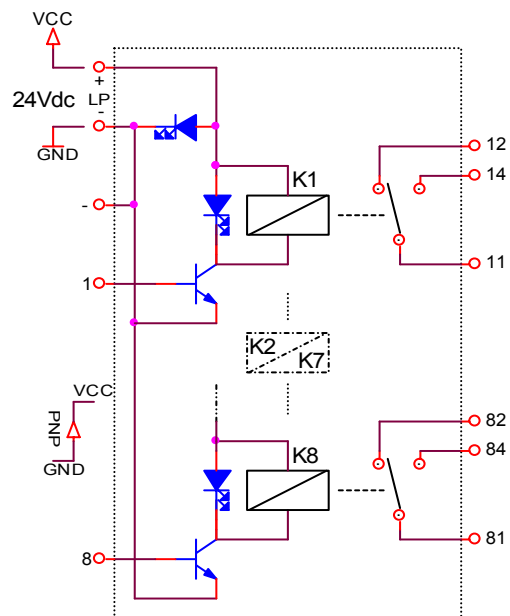 VCC
+
24Vdc LP
-
GND
12
K1
14
-
1
11
K2
K7
VCC
PNP
GND
82
K8
84
8
81